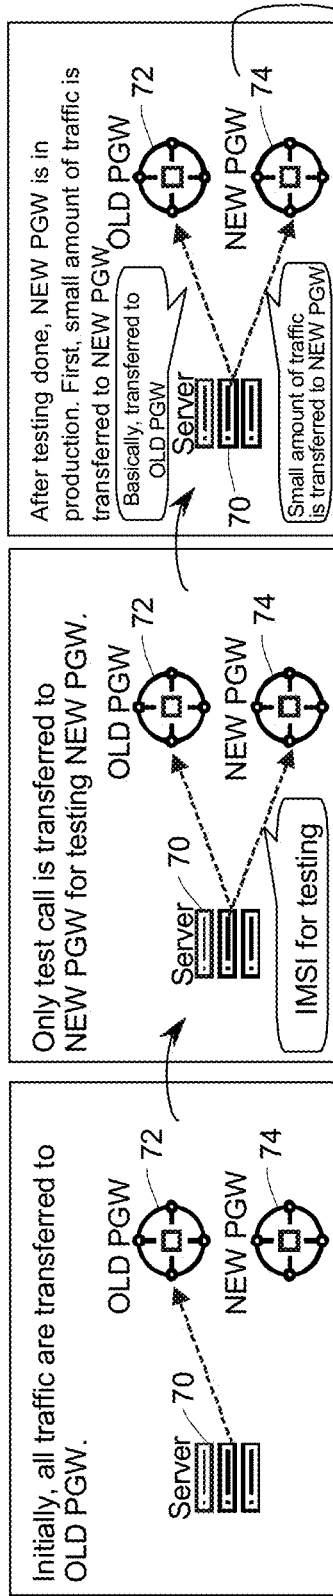 Initially, all traffic are transferred to
OLD PGW.
Server
70
OLD PGW
72
NEW PGW
74
Only test call is transferred to
NEW PGW for testing NEW PGW.
Server
70
OLD PGW
72
NEW PGW
74
IMSI for testing
After testing done, NEW PGW is in
production. First, small amount of traffic is
transferred to NEW PGW
Basically, transferred to
OLD PGW
Server
70
OLD PGW
72
NEW PGW
74
Small amount of traffic
is transferred to NEW PGW